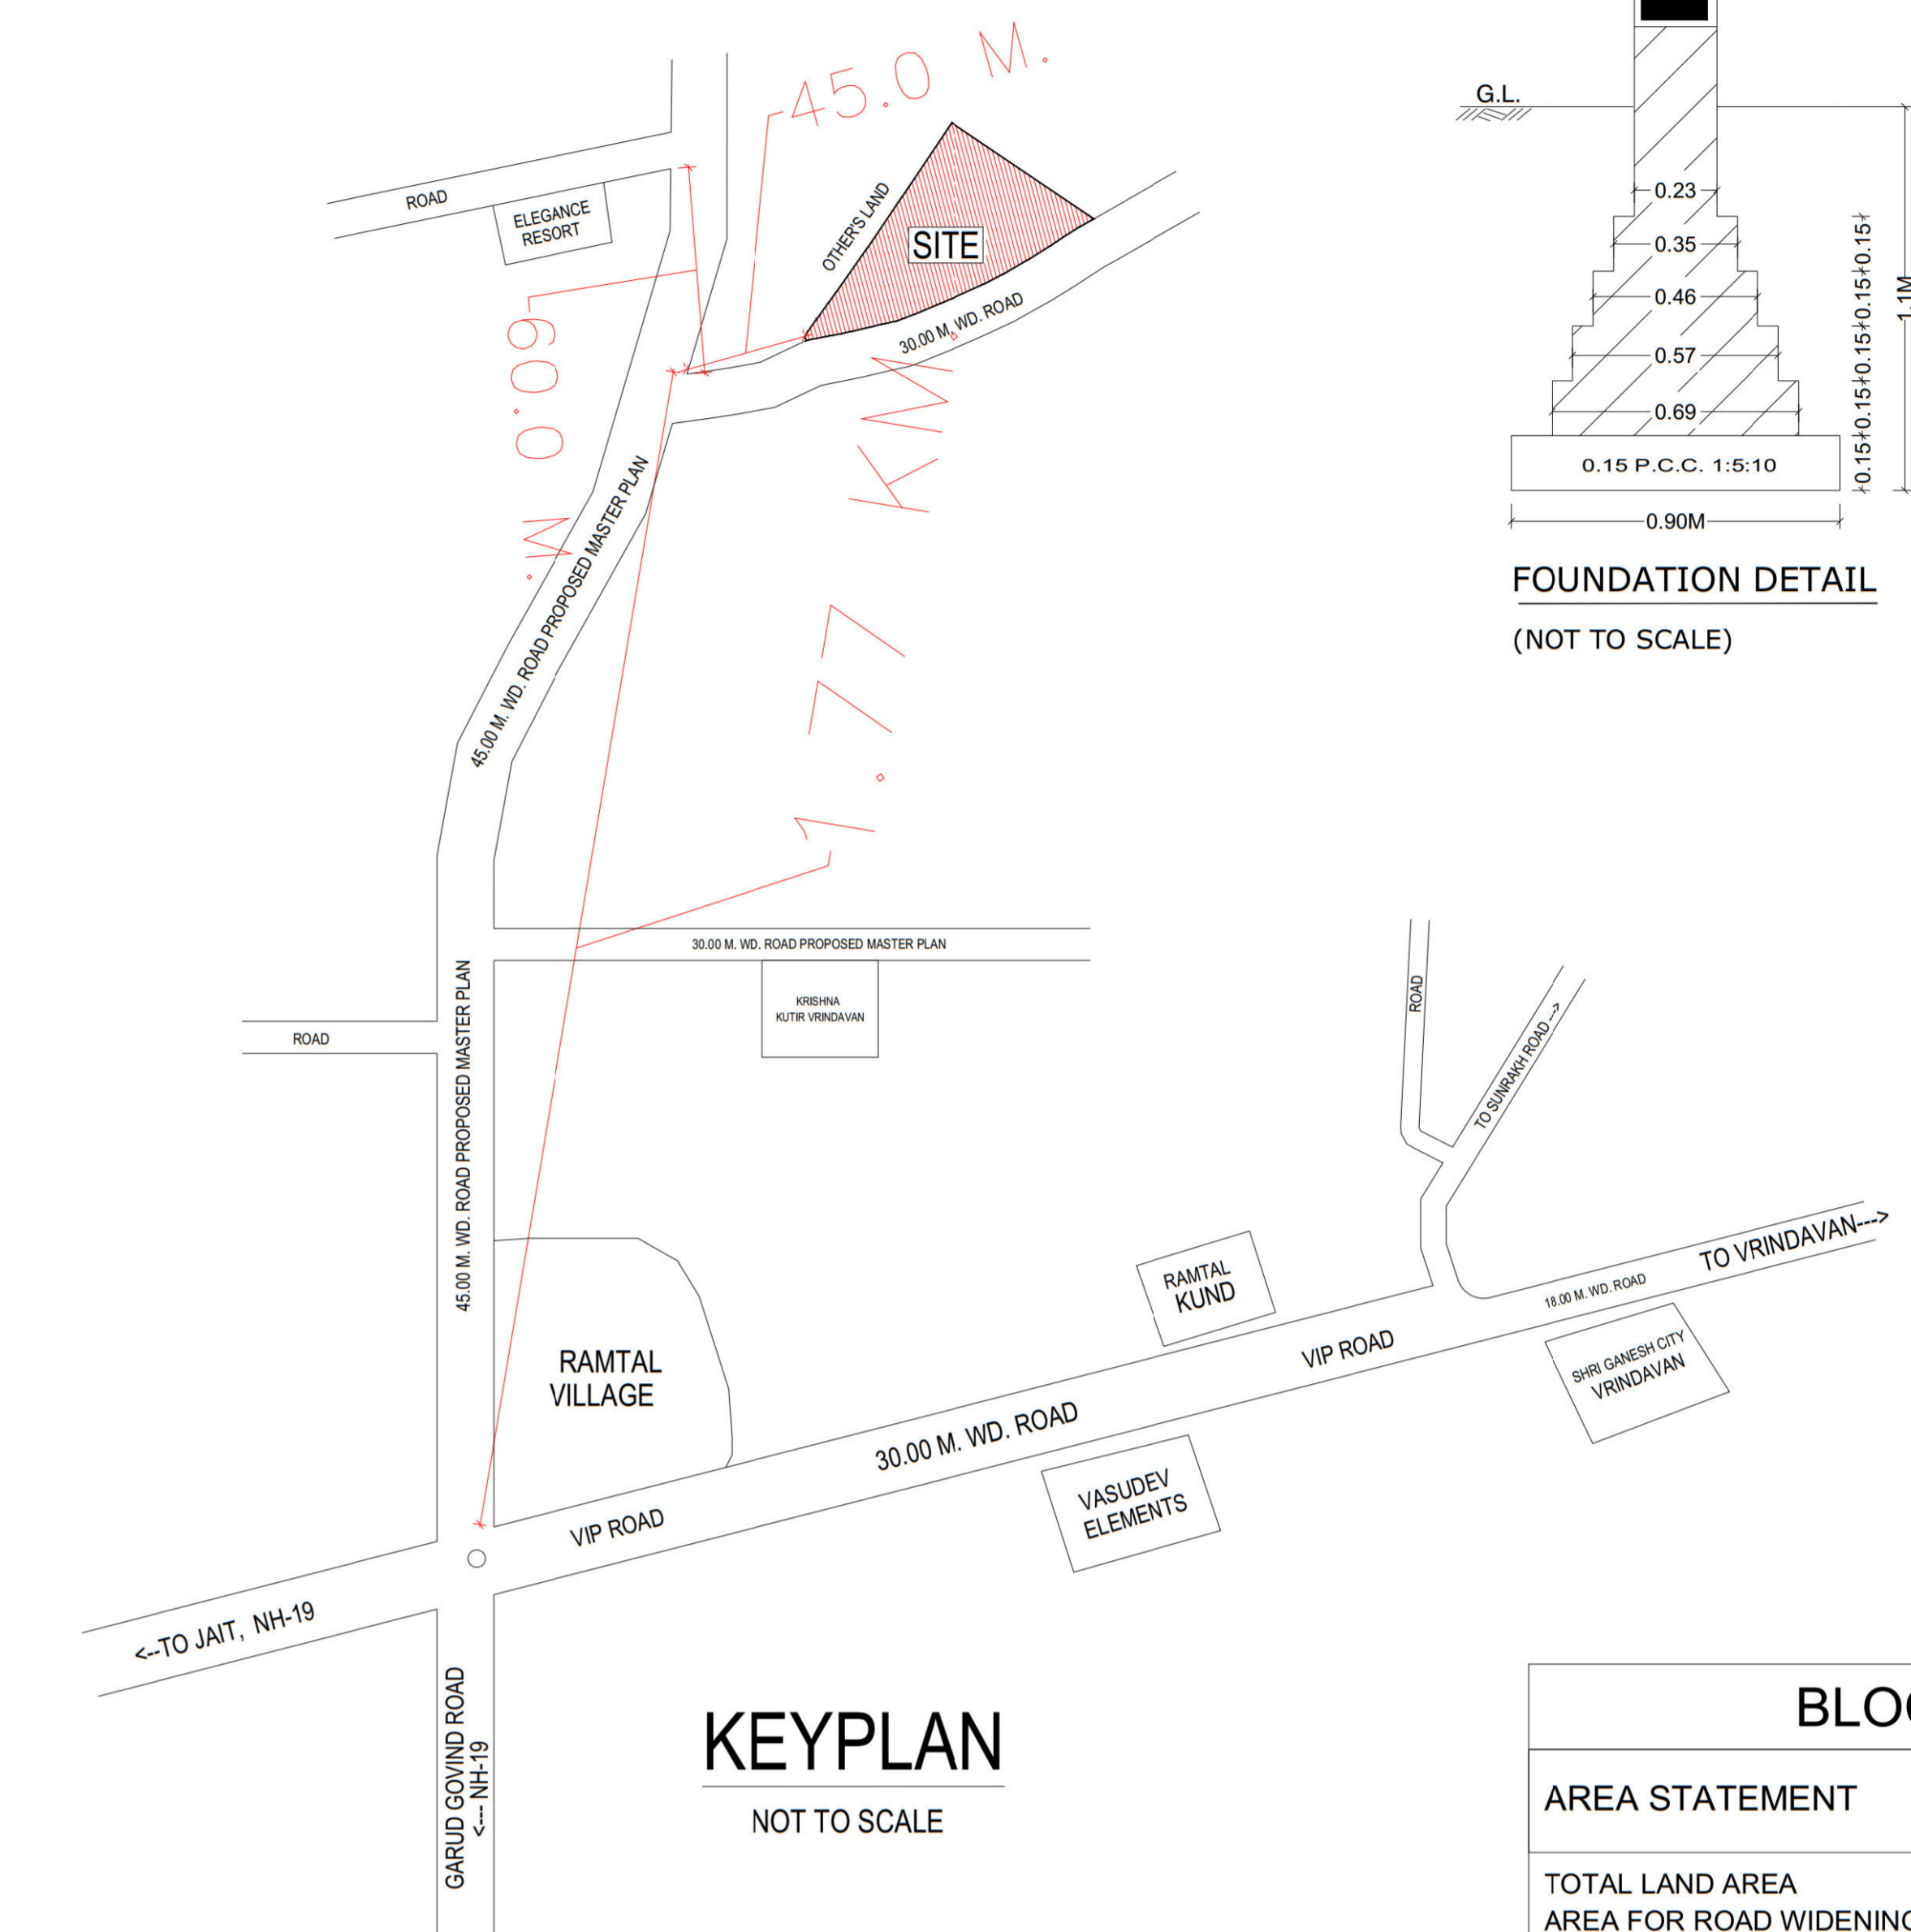 45.0 M.
ROAD
ELEGANCE
RESORT
OTHER'S LAND
SITE
30.00 M. WD. ROAD
60.0 M.
1.77 KM
45.00 M. WD. ROAD PROPOSED MASTER PLAN
30.00 M. WD. ROAD PROPOSED MASTER PLAN
KRISHNA
KUTIR VRINDAVAN
ROAD
45.00 M. WD. ROAD PROPOSED MASTER PLAN
ROAD
TO SUNRAKH ROAD --->
RAMTAL
VILLAGE
RAMTAL
KUND
TO VRINDAVAN--->
18.00 M. WD. ROAD
SHRI GANESH CITY
VRINDAVAN
VIP ROAD
30.00 M. WD. ROAD
VASUDEV
ELEMENTS
VIP ROAD
<--TO JAIT, NH-19
GARUD GOVIND ROAD
<--- NH-19
KEYPLAN
NOT TO SCALE
G.L.
0.23
0.35
0.46
0.57
0.69
0.15 P.C.C. 1:5:10
0.15
0.15
0.15
0.15
0.15
1.1M
0.90M
FOUNDATION DETAIL
(NOT TO SCALE)
AREA STATEMENT
TOTAL LAND AREA
AREA FOR ROAD WIDENING